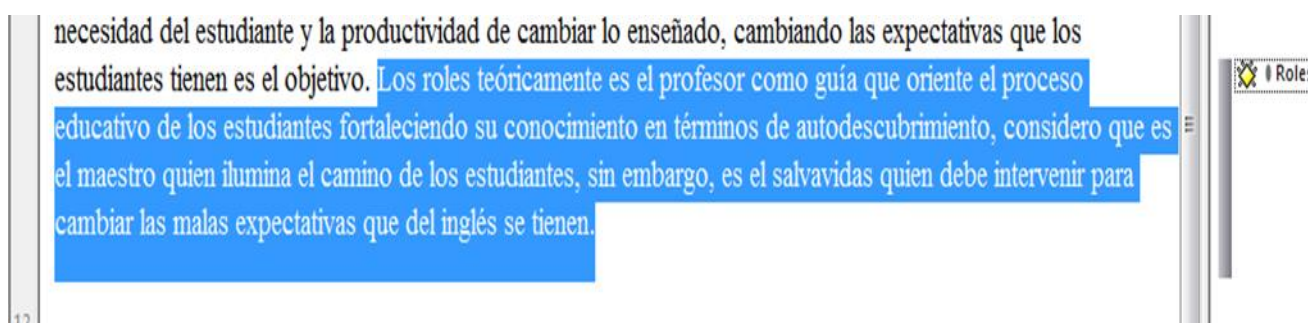 necesidad del estudiante y la productividad de cambiar lo enseñado, cambiando las expectativas que los
estudiantes tienen es el objetivo. Los roles teóricamente es el profesor como guía que oriente el proceso
educativo de los estudiantes fortaleciendo su conocimiento en términos de autodescubrimiento, considero que es
el maestro quien ilumina el camino de los estudiantes, sin embargo, es el salvavidas quien debe intervenir para
cambiar las malas expectativas que del inglés se tienen.